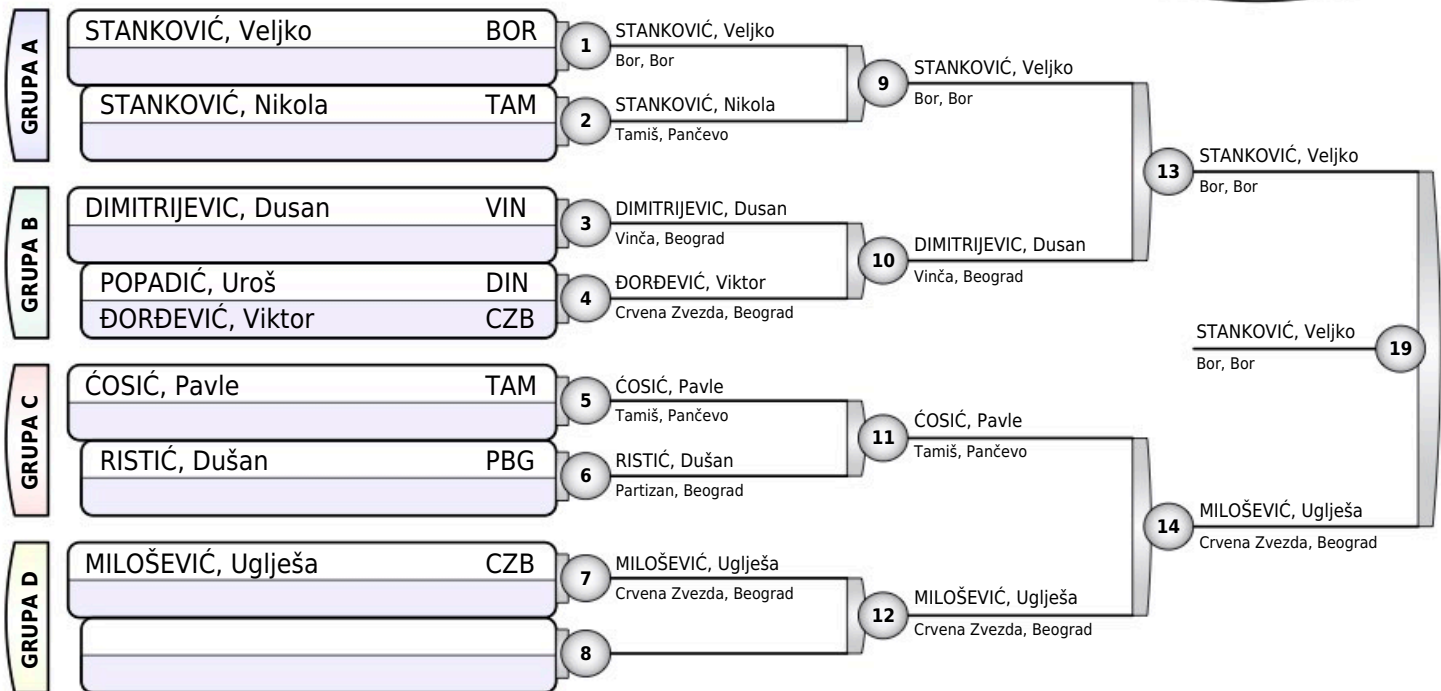 GRUPA A
STANKOVIĆ, Veljko BOR
STANKOVIĆ, Nikola TAM
1
STANKOVIĆ, Veljko
Bor, Bor
2
STANKOVIĆ, Nikola
Tamiš, Pančevo
9
STANKOVIĆ, Veljko
Bor, Bor
GRUPA B
DIMITRIJEVIC, Dusan VIN
POPADIĆ, Uroš DIN
ĐORĐEVIĆ, Viktor CZB
3
DIMITRIJEVIC, Dusan
Vinča, Beograd
4
ĐORĐEVIĆ, Viktor
Crvena Zvezda, Beograd
10
DIMITRIJEVIC, Dusan
Vinča, Beograd
13
STANKOVIĆ, Veljko
Bor, Bor
GRUPA C
ĆOSIĆ, Pavle TAM
RISTIĆ, Dušan PBG
5
ĆOSIĆ, Pavle
Tamiš, Pančevo
6
RISTIĆ, Dušan
Partizan, Beograd
11
ĆOSIĆ, Pavle
Tamiš, Pančevo
GRUPA D
MILOŠEVIĆ, Uglješa CZB
7
MILOŠEVIĆ, Uglješa
Crvena Zvezda, Beograd
8
12
MILOŠEVIĆ, Uglješa
Crvena Zvezda, Beograd
14
MILOŠEVIĆ, Uglješa
Crvena Zvezda, Beograd
STANKOVIĆ, Veljko
Bor, Bor
19